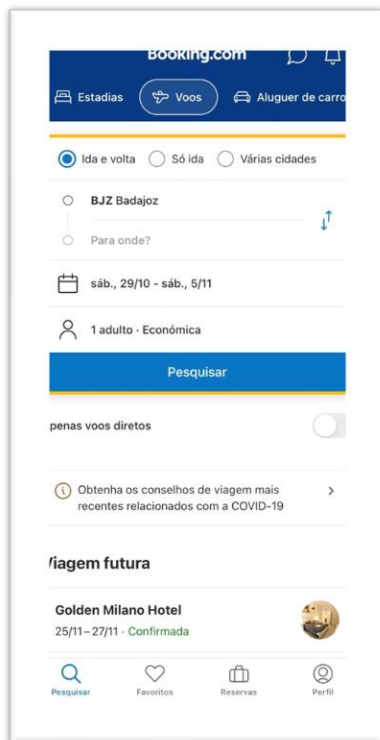 Booking.com
Estadias Voos Aluguer de carro
Ida e volta Só ida Várias cidades
BJZ Badajoz
Para onde?
sáb., 29/10 - sáb., 5/11
1 adulto · Económica
Pesquisar
penas voos diretos
Obtenha os conselhos de viagem mais
recentes relacionados com a COVID-19
Viagem futura
Golden Milano Hotel
25/11–27/11 · Confirmada
Pesquisar Favoritos Reservas Perfil